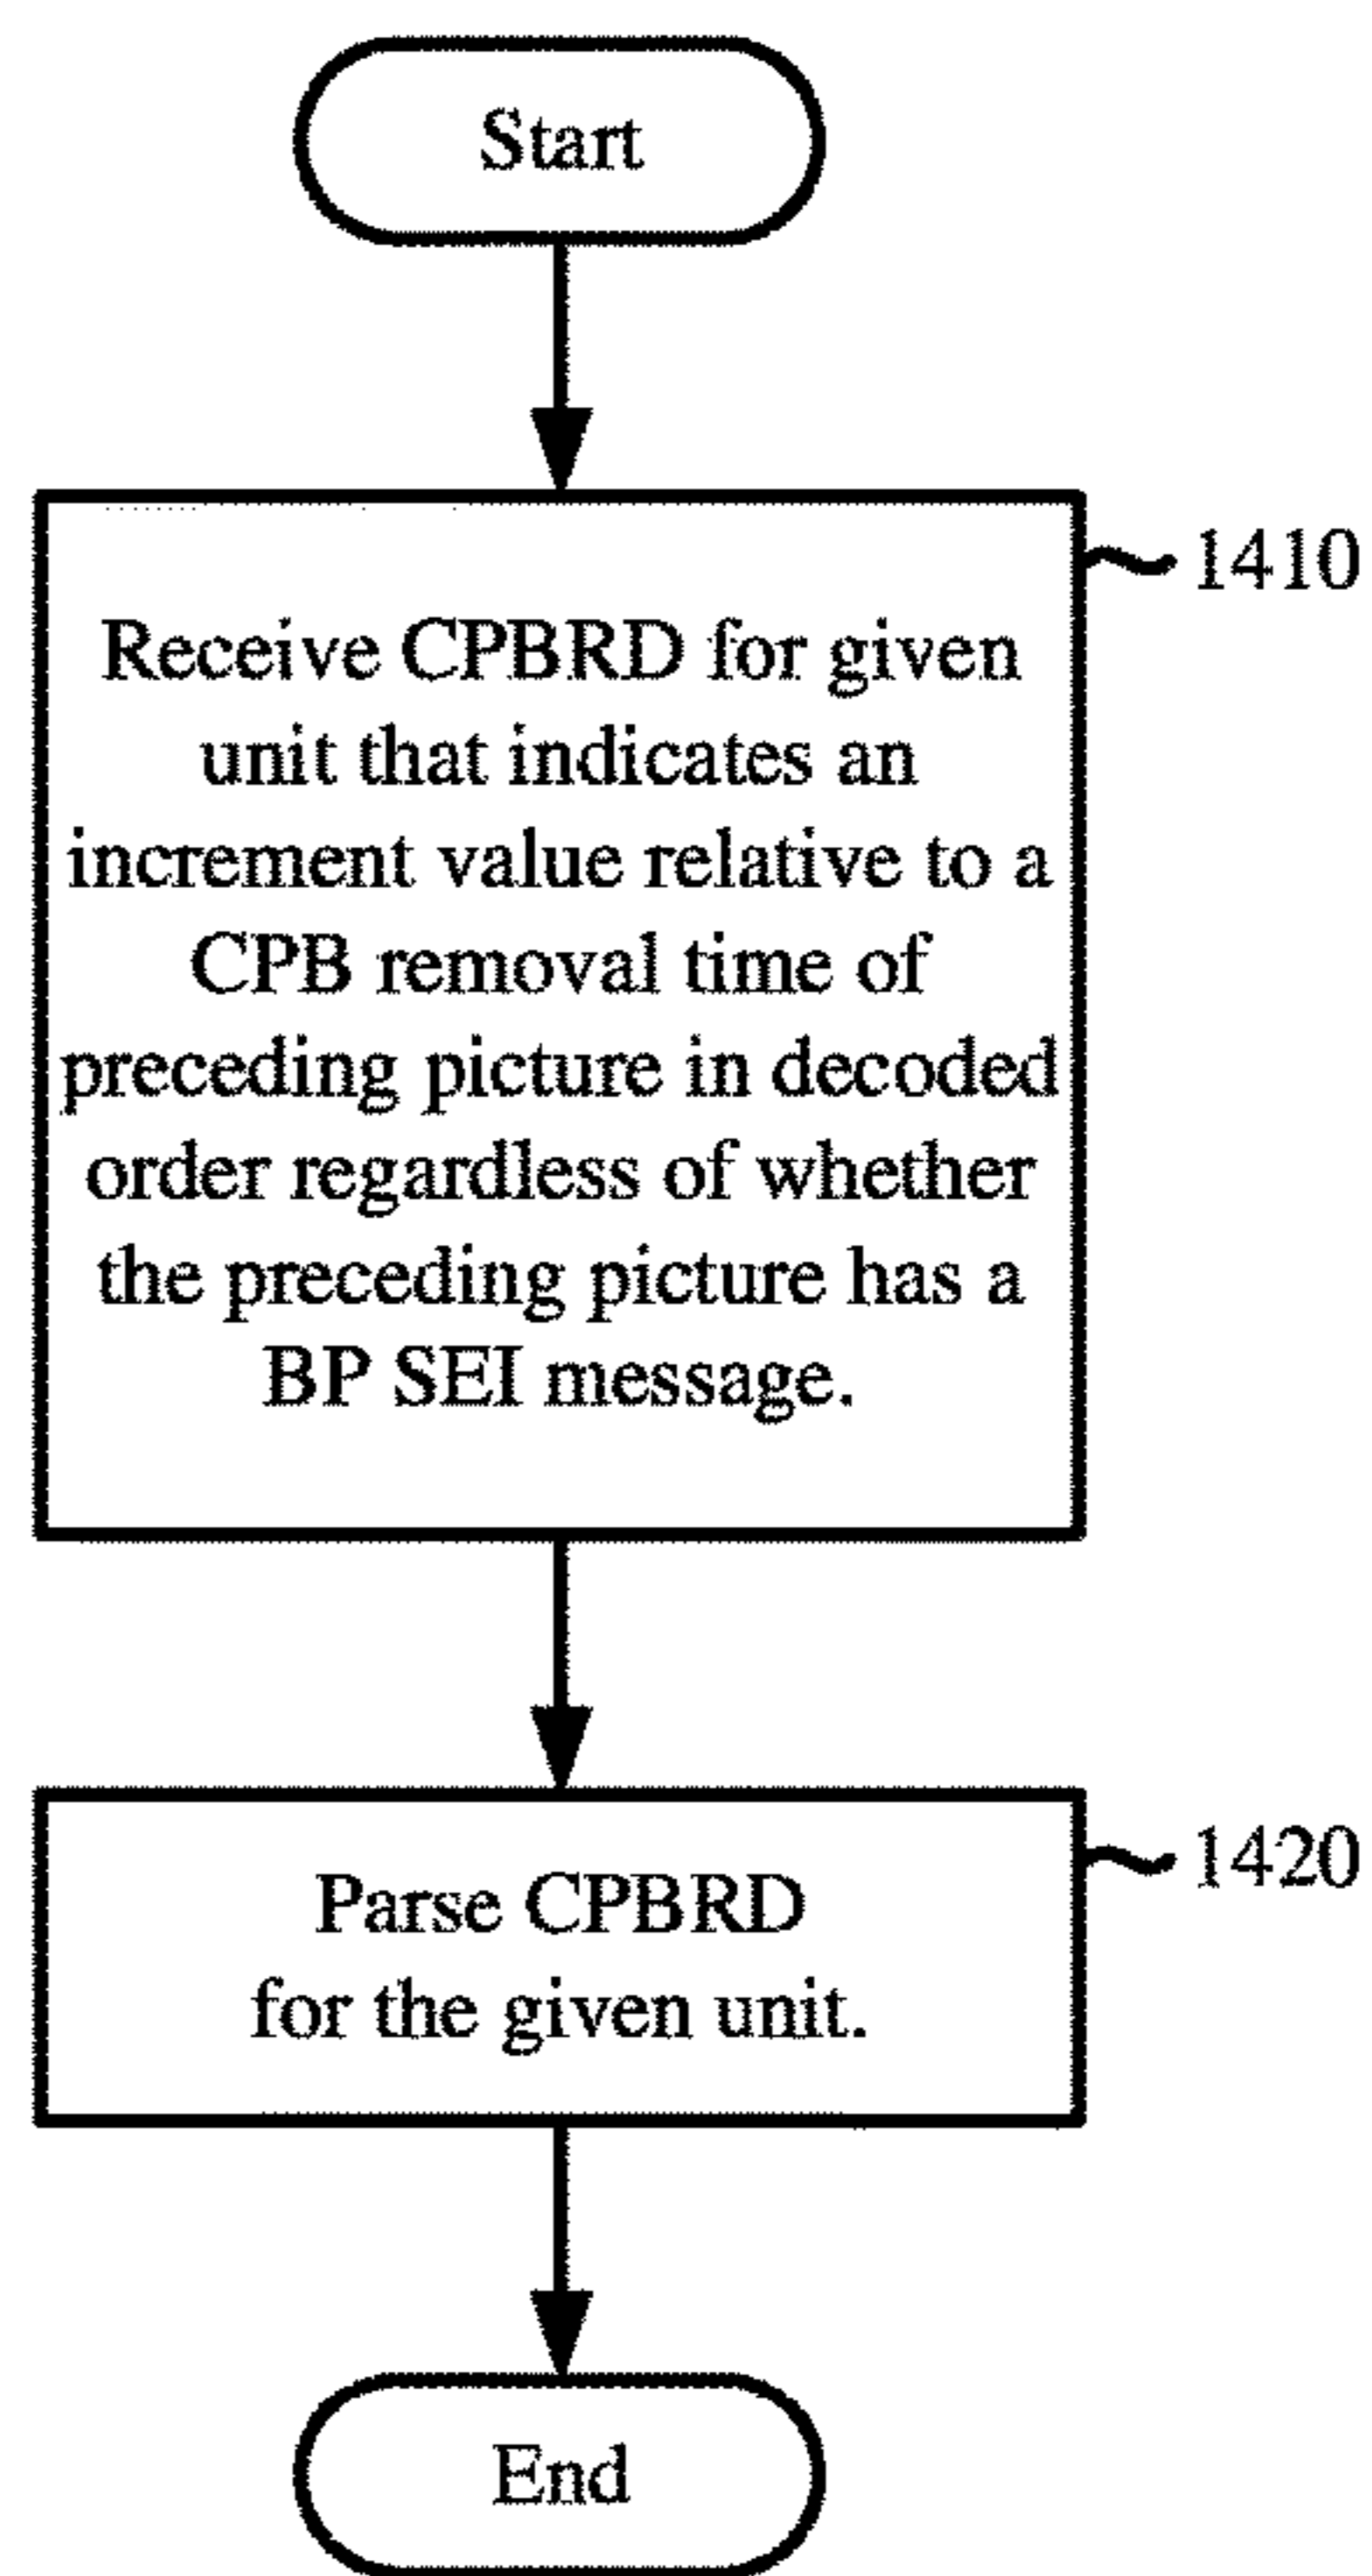 Start
1410
Receive CPBRD for given
unit that indicates an
increment value relative to a
CPB removal time of
preceding picture in decoded
order regardless of whether
the preceding picture has a
BP SEI message.
1420
Parse CPBRD
for the given unit.
End